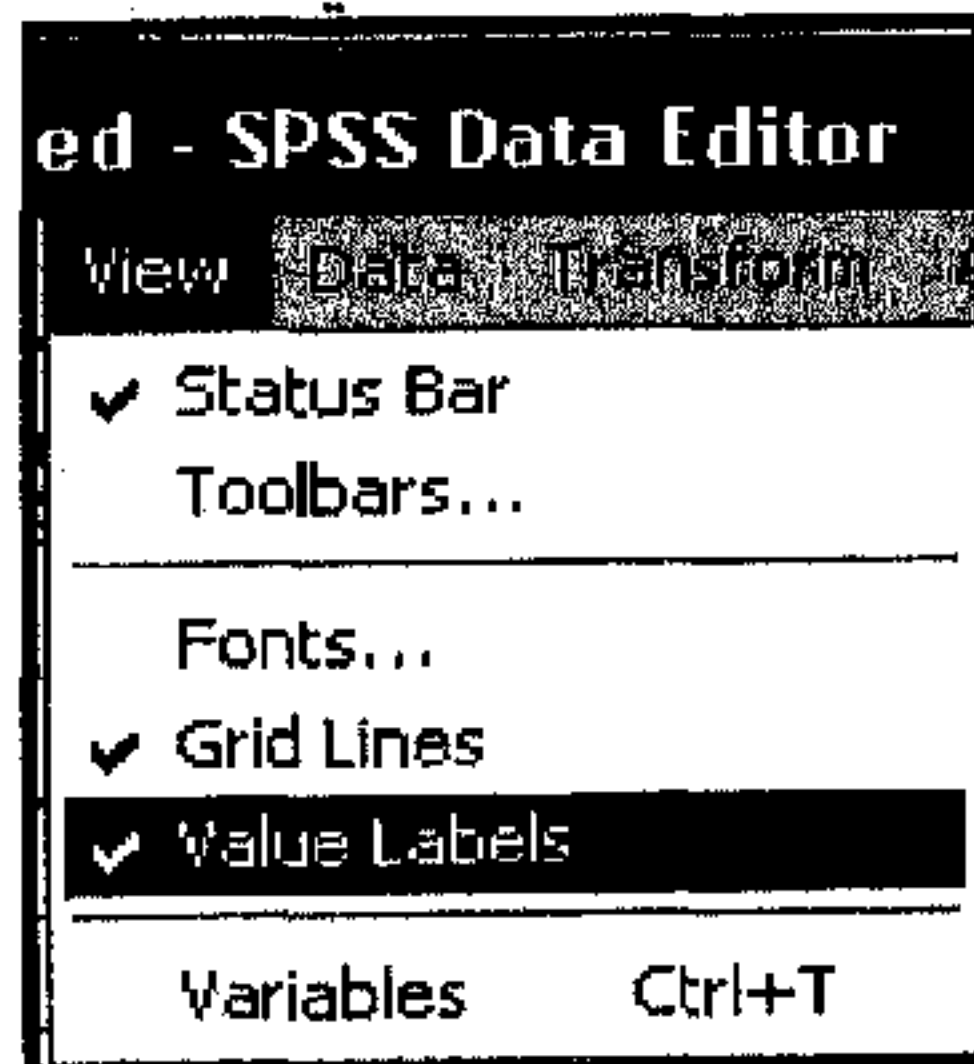 ed - SPSS Data Editor
View Data Transform
✔ Status Bar
Toolbars...
Fonts...
✔ Grid Lines
✔ Value Labels
Variables Ctrl+T